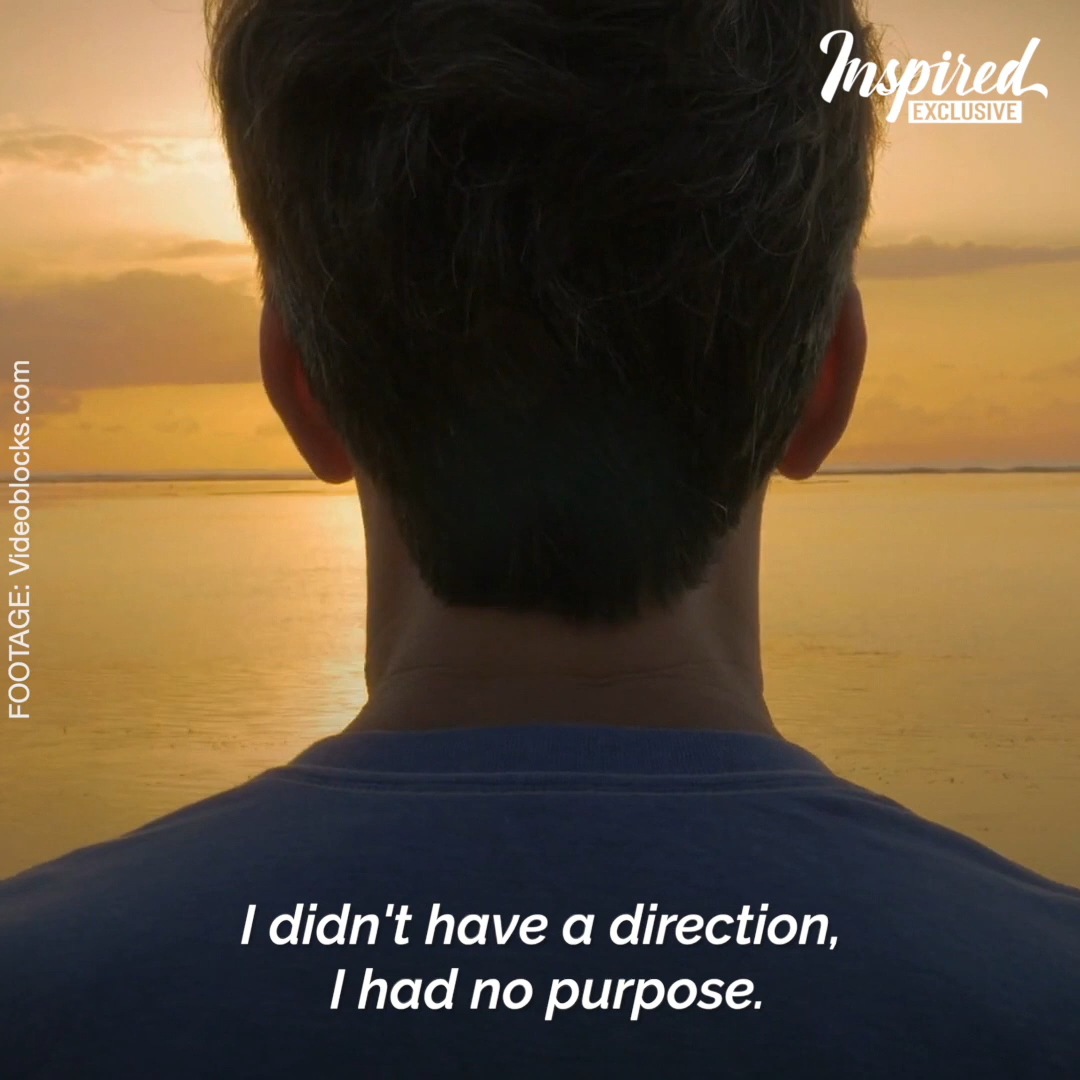 Inspired
EXCLUSIVE
FOOTAGE: Videoblocks.com
I didn't have a direction,
I had no purpose.